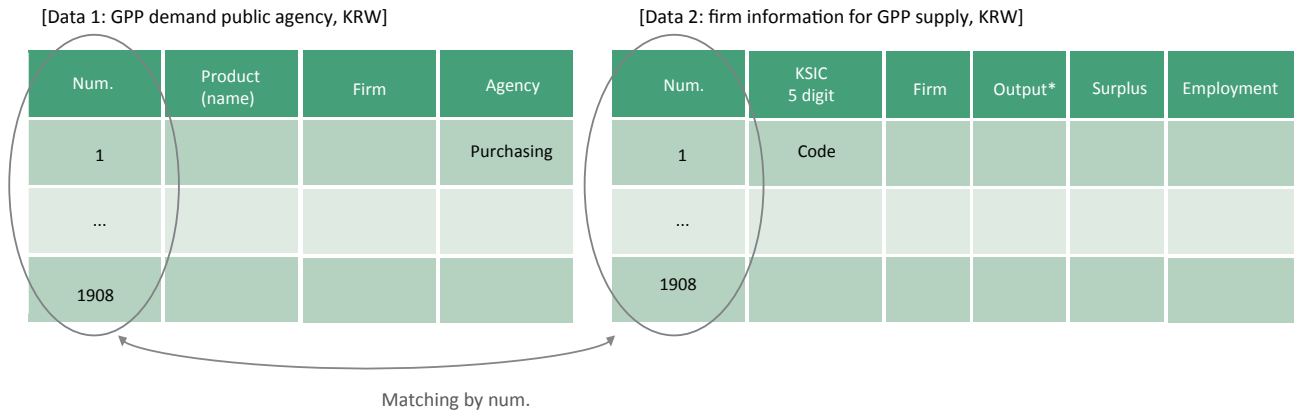 [Data 1: GPP demand public agency, KRW]
[Data 2: firm information for GPP supply, KRW]
Num.
Product
(name)
Firm
Agency
1
Purchasing
...
1908
Num.
KSIC
5 digit
Firm
Output*
Surplus
Employment
1
Code
...
1908
Matching by num.